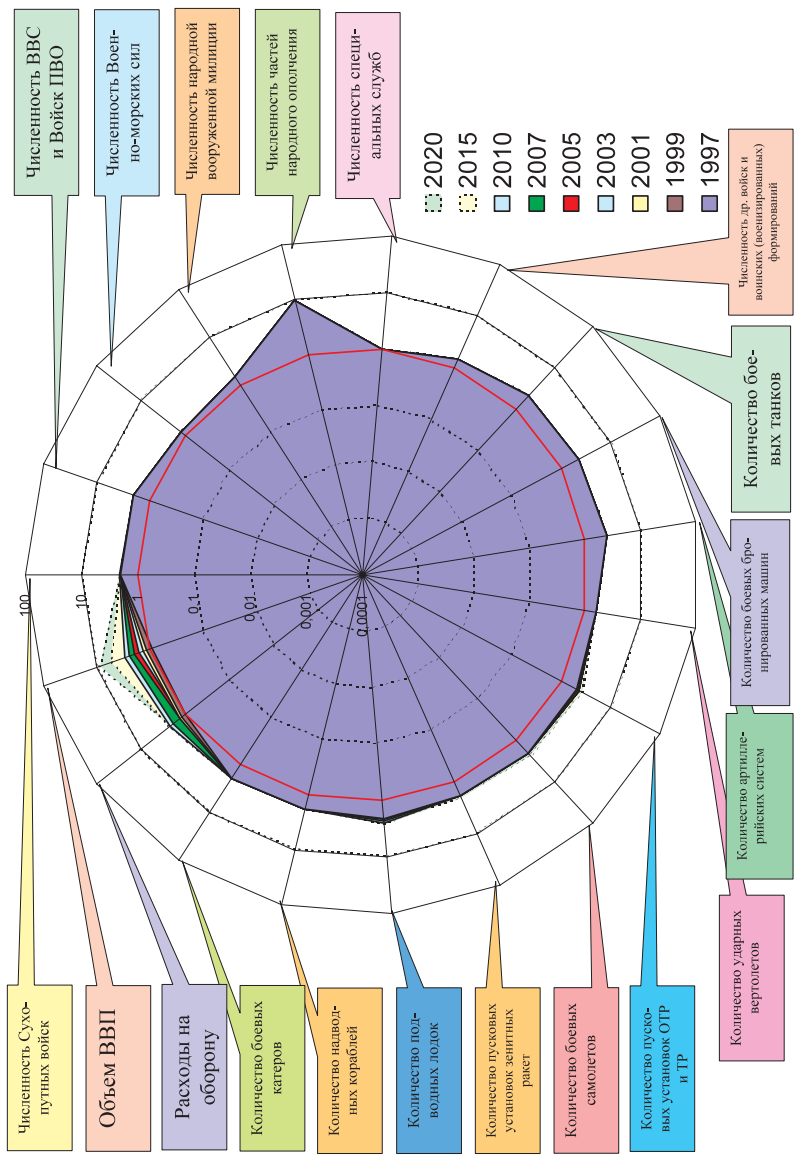 Численность ВВС
и Войск ПВО
Численность Воен-
но-морских сил
Численность народной
вооруженной милиции
Численность частей
народного ополчения
Численность специ-
альных служб
2020
2015
2010
2007
2005
2003
2001
1999
1997
Численность др. войск и
воинских (военизированных)
формирований
Количество бое-
вых танков
Количество боевых бро-
нированных машин
Количество артилле-
рийских систем
Количество ударных
вертолетов
Количество пуско-
вых установок ОТР
и ТР
Количество боевых
самолетов
Количество пусковых
установок зенитных
ракет
Количество под-
водных лодок
Количество надвод-
ных кораблей
Количество боевых
катеров
Расходы на
оборону
Объем ВВП
Численность Сухо-
путных войск
100
10
1
0,1
0,01
0,001
0,0001